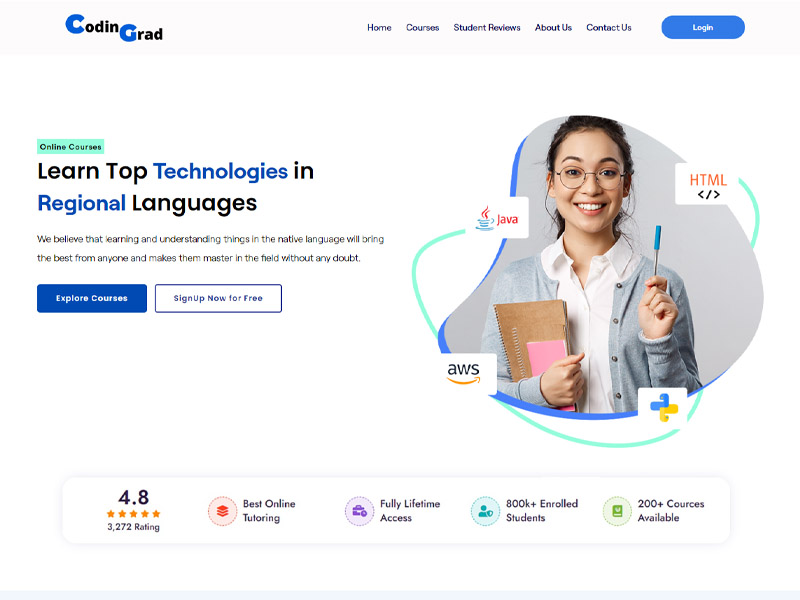 CodinGrad
Home Courses Student Reviews About Us Contact Us Login
Online Courses
Learn Top Technologies in
Regional Languages
We believe that learning and understanding things in the native language will bring
the best from anyone and makes them master in the field without any doubt.
Explore Courses SignUp Now for Free
HTML
</>
Java
aws
4.8
3,272 Rating
Best Online
Tutoring
Fully Lifetime
Access
800k+ Enrolled
Students
200+ Cources
Available